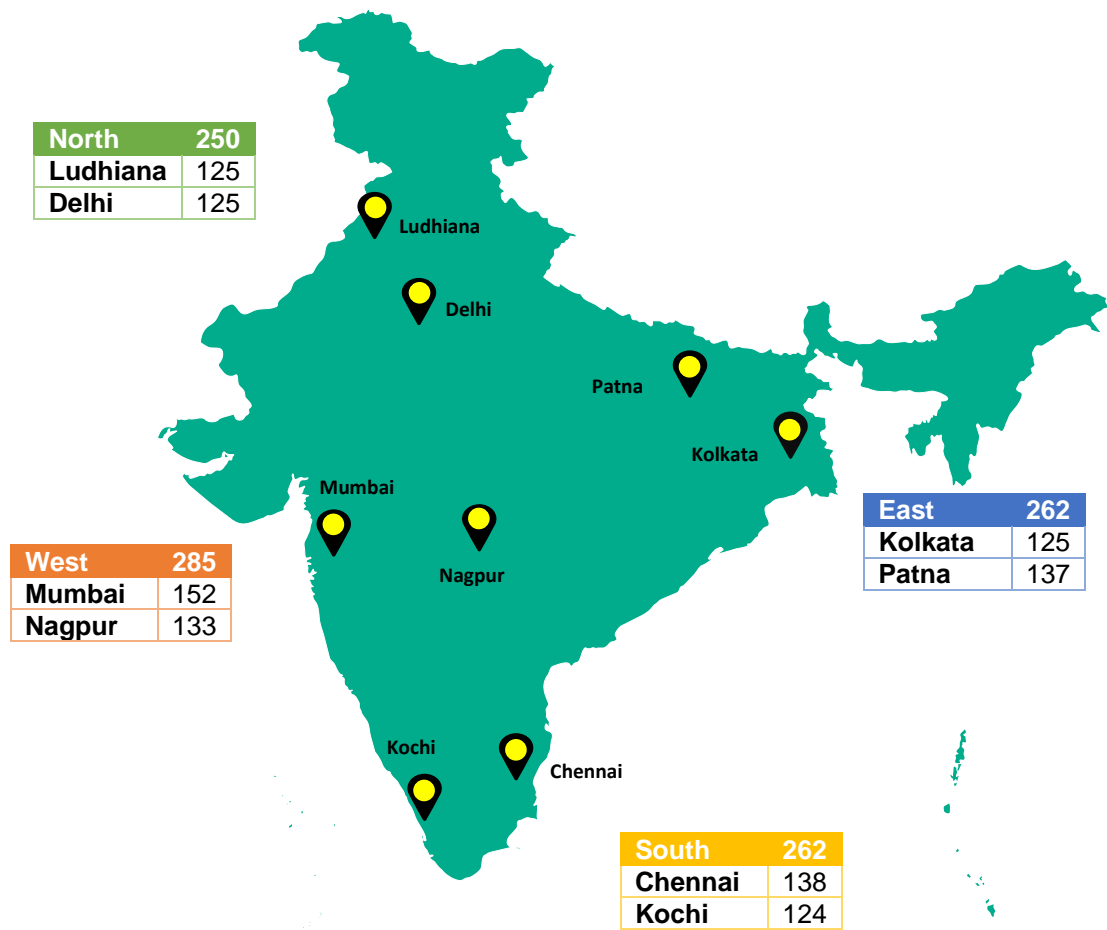 North 250
Ludhiana 125
Delhi 125
Ludhiana
Delhi
Patna
Kolkata
Mumbai
Nagpur
East 262
Kolkata 125
Patna 137
West 285
Mumbai 152
Nagpur 133
Kochi
Chennai
South 262
Chennai 138
Kochi 124